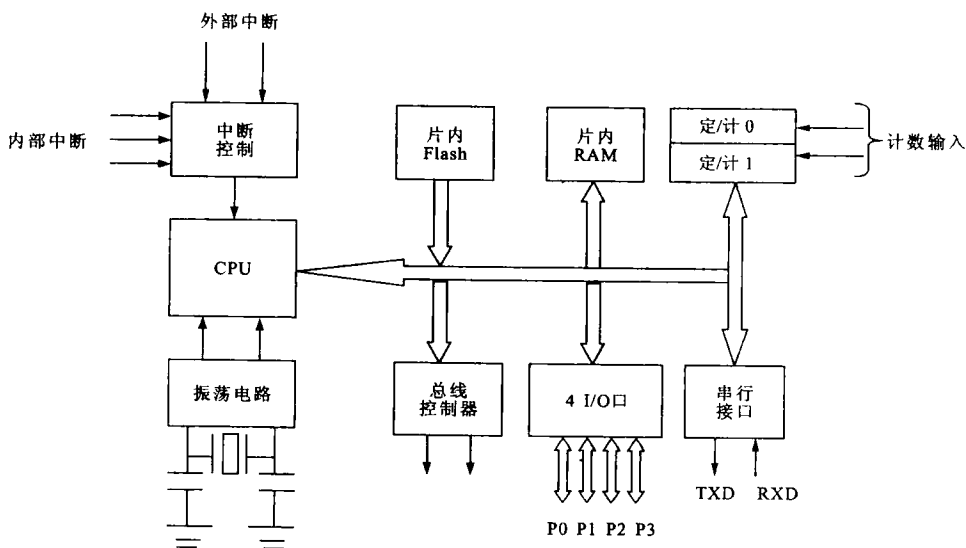 外部中断
内部中断
中断
控制
片内
Flash
片内
RAM
定/计 0
定/计 1
计数输入
CPU
振荡电路
总线
控制器
4 I/O口
串行
接口
TXD RXD
P0 P1 P2 P3